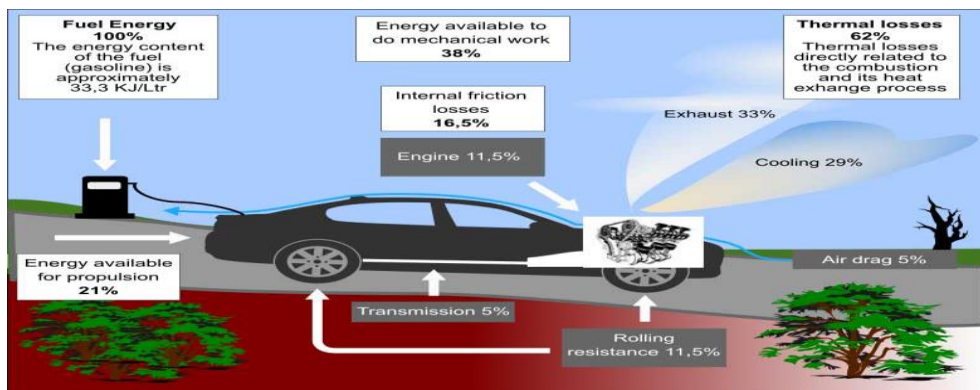 Fuel Energy
100%
The energy content
of the fuel
(gasoline) is
approximately
33,3 KJ/Ltr
Energy available to
do mechanical work
38%
Thermal losses
62%
Thermal losses
directly related to
the combustion
and its heat
exhange process
Internal friction
losses
16,5%
Exhaust 33%
Engine 11,5%
Cooling 29%
Energy available
for propulsion
21%
Air drag 5%
Transmission 5%
Rolling
resistance 11,5%